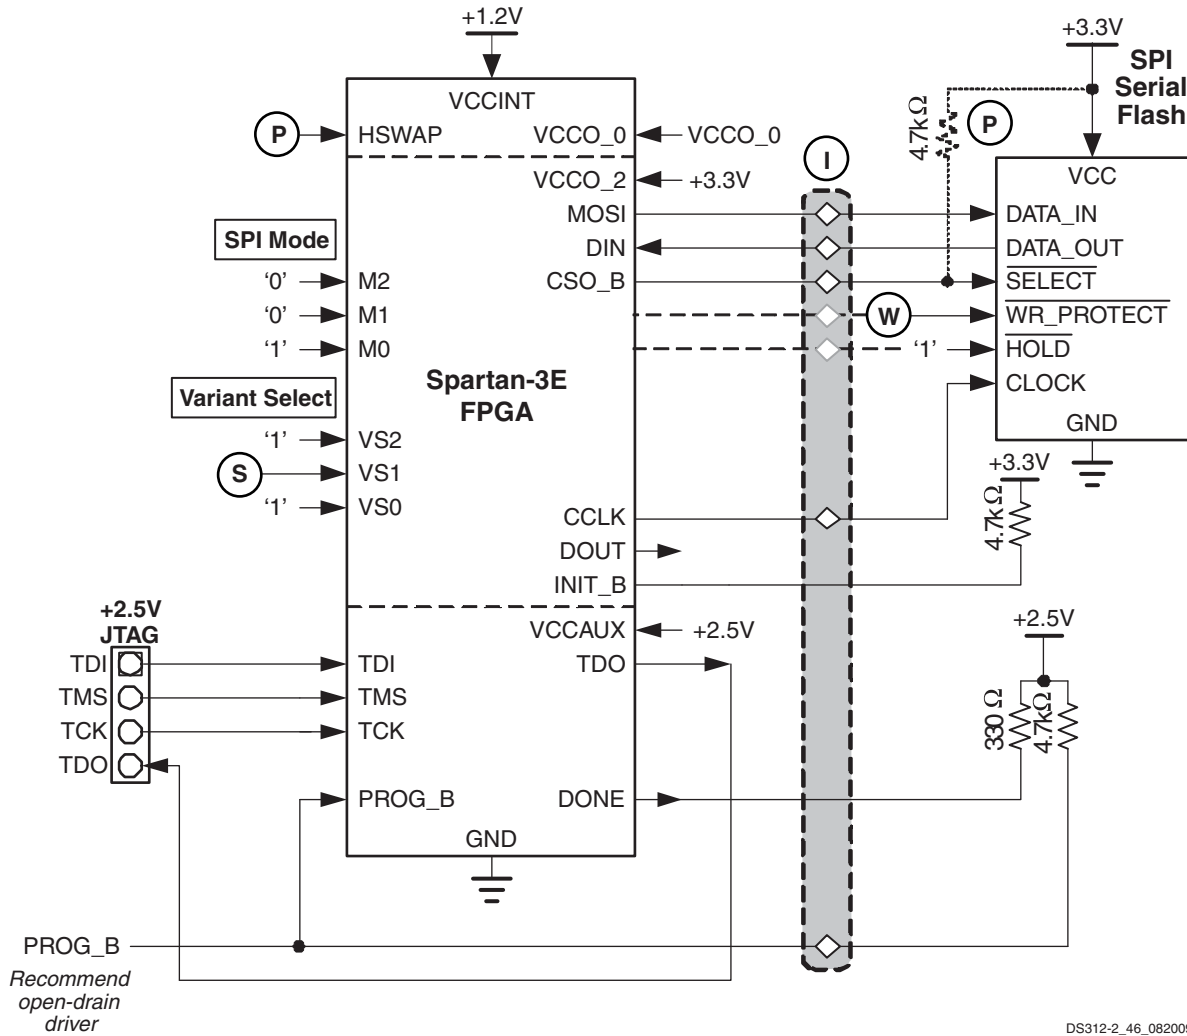 +1.2V
+3.3V
SPI
Serial
Flash
VCCINT
P
HSWAP
VCCO_0
VCCO_0
4.7kΩ
P
I
VCC
VCCO_2
+3.3V
MOSI
DATA_IN
SPI Mode
DIN
DATA_OUT
'0'
M2
CSO_B
SELECT
'0'
M1
W
WR_PROTECT
'1'
M0
'1'
HOLD
Spartan-3E
FPGA
CLOCK
Variant Select
GND
'1'
VS2
S
VS1
+3.3V
'1'
VS0
CCLK
4.7kΩ
DOUT
INIT_B
+2.5V
JTAG
VCCAUX
+2.5V
+2.5V
TDI
TDI
TDO
TMS
TMS
TCK
TCK
330 Ω
4.7kΩ
TDO
PROG_B
DONE
GND
PROG_B
Recommend
open-drain
driver
DS312-2_46_082009